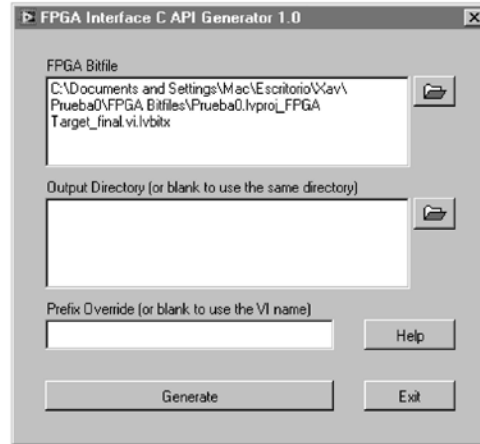 FPGA Interface C API Generator 1.0
FPGA Bitfile
C:\Documents and Settings\Mac\Escritorio\Xav\
Prueba0\FPGA Bitfiles\Prueba0.lvproj_FPGA
Target_final.vi.lvbitx
Output Directory (or blank to use the same directory)
Prefix Override (or blank to use the VI name)
Help
Generate
Exit